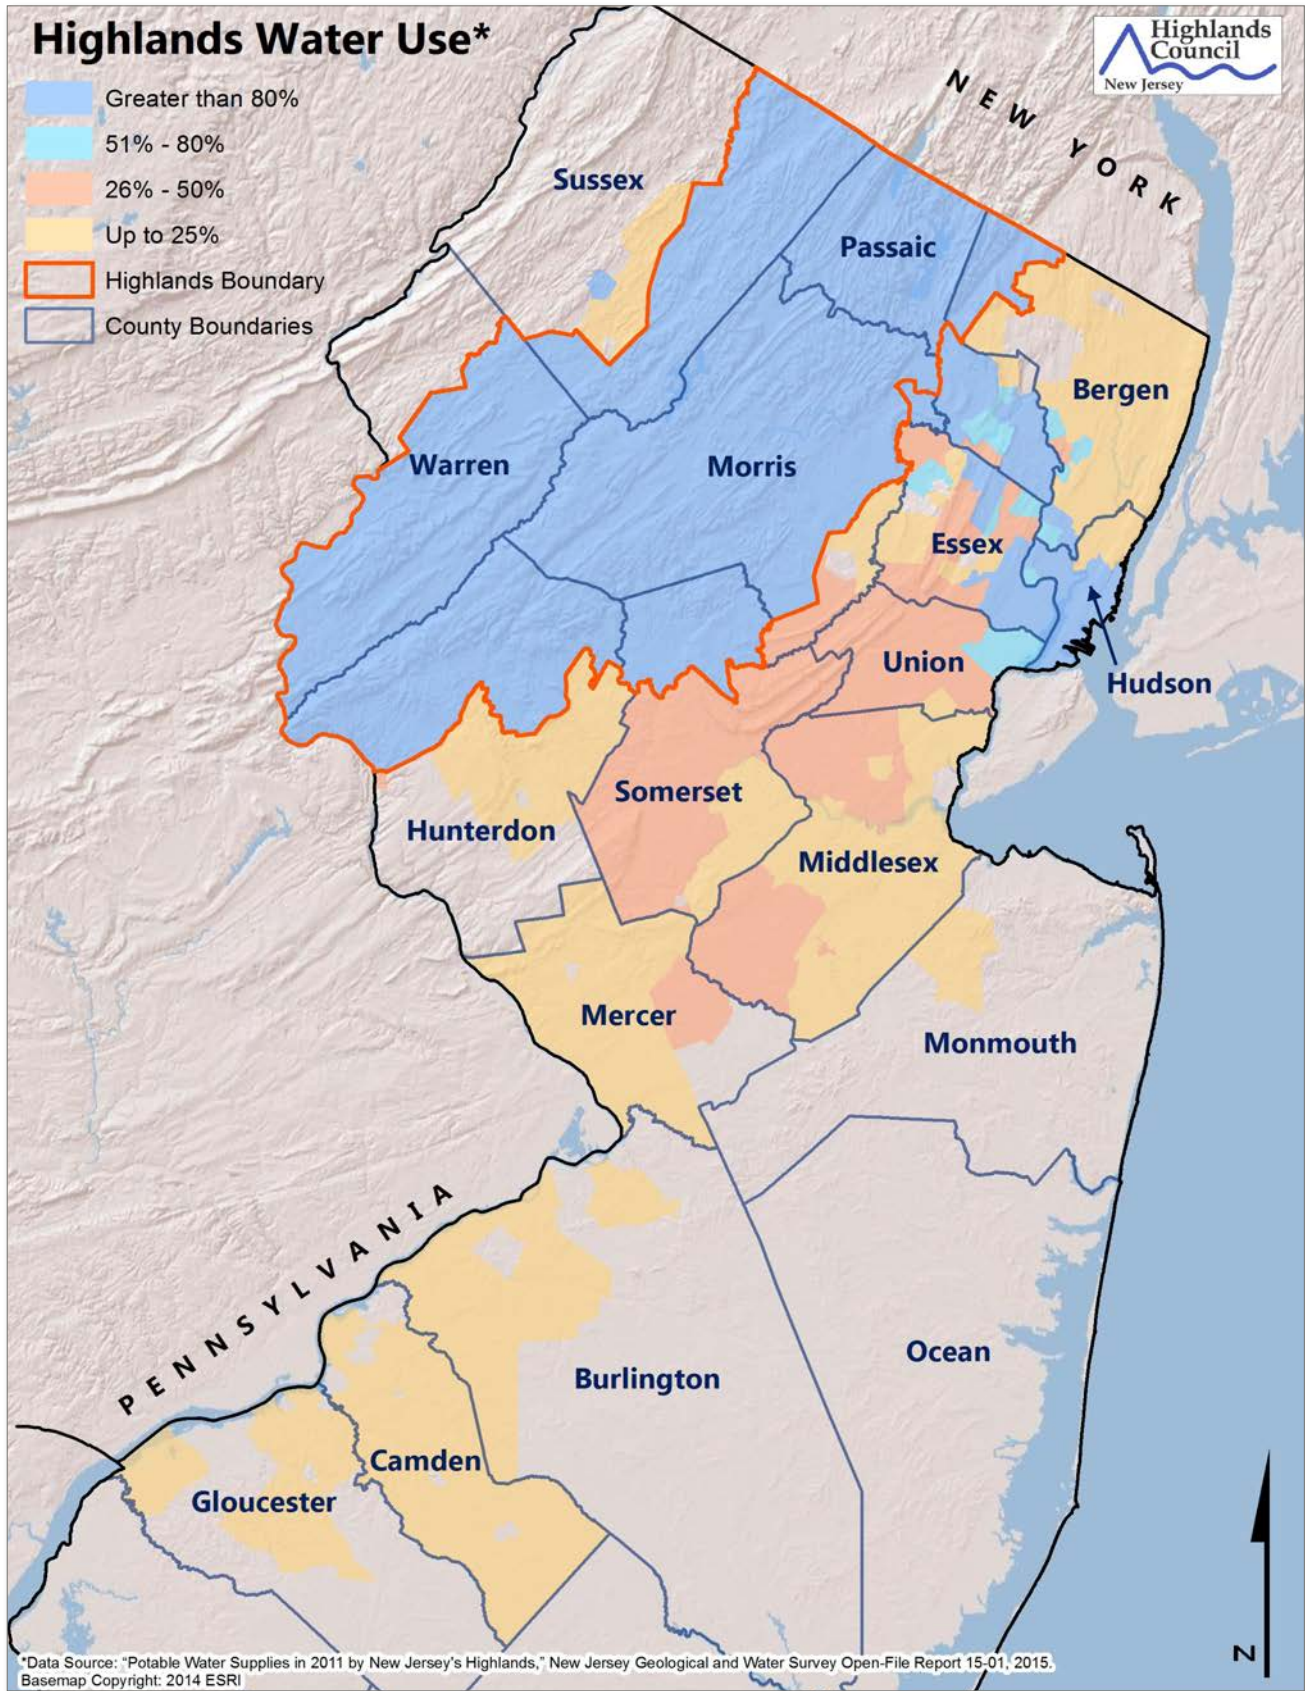 Highlands Water Use*
Greater than 80%
51% - 80%
26% - 50%
Up to 25%
Highlands Boundary
County Boundaries
Highlands
Council
New Jersey
NEW YORK
Sussex
Passaic
Bergen
Warren
Morris
Essex
Union
Hudson
Somerset
Hunterdon
Middlesex
Mercer
Monmouth
PENNSYLVANIA
Ocean
Burlington
Camden
Gloucester
N
*Data Source: "Potable Water Supplies in 2011 by New Jersey's Highlands," New Jersey Geological and Water Survey Open-File Report 15-01, 2015.
Basemap Copyright: 2014 ESRI